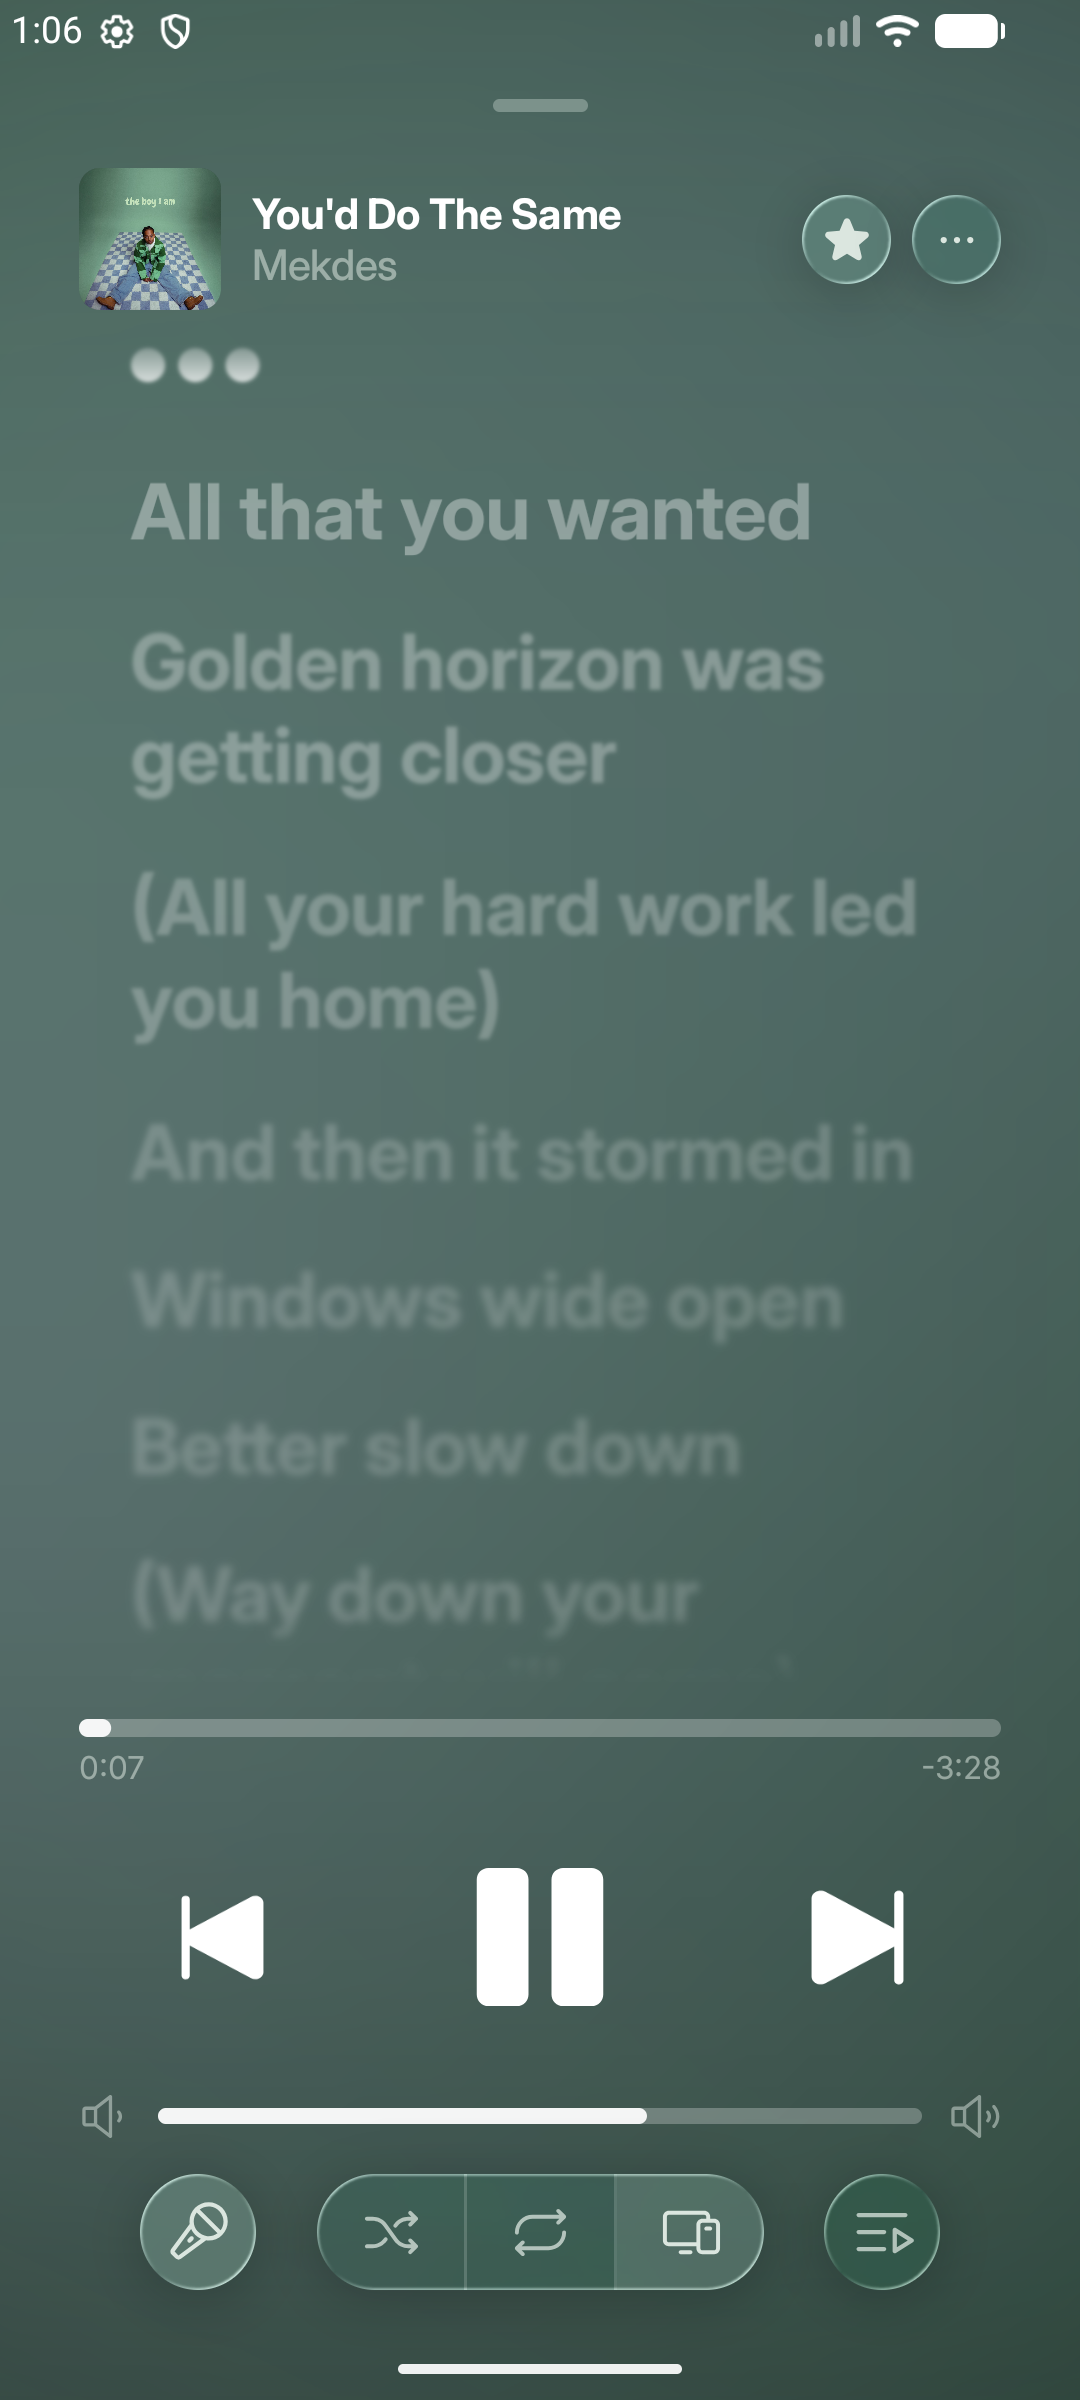 1:06
the boy I am
You'd Do The Same
Mekdes
All that you wanted
Golden horizon was
getting closer
(All your hard work led
you home)
And then it stormed in
Windows wide open
Better slow down
(Way down your
0:07
-3:28